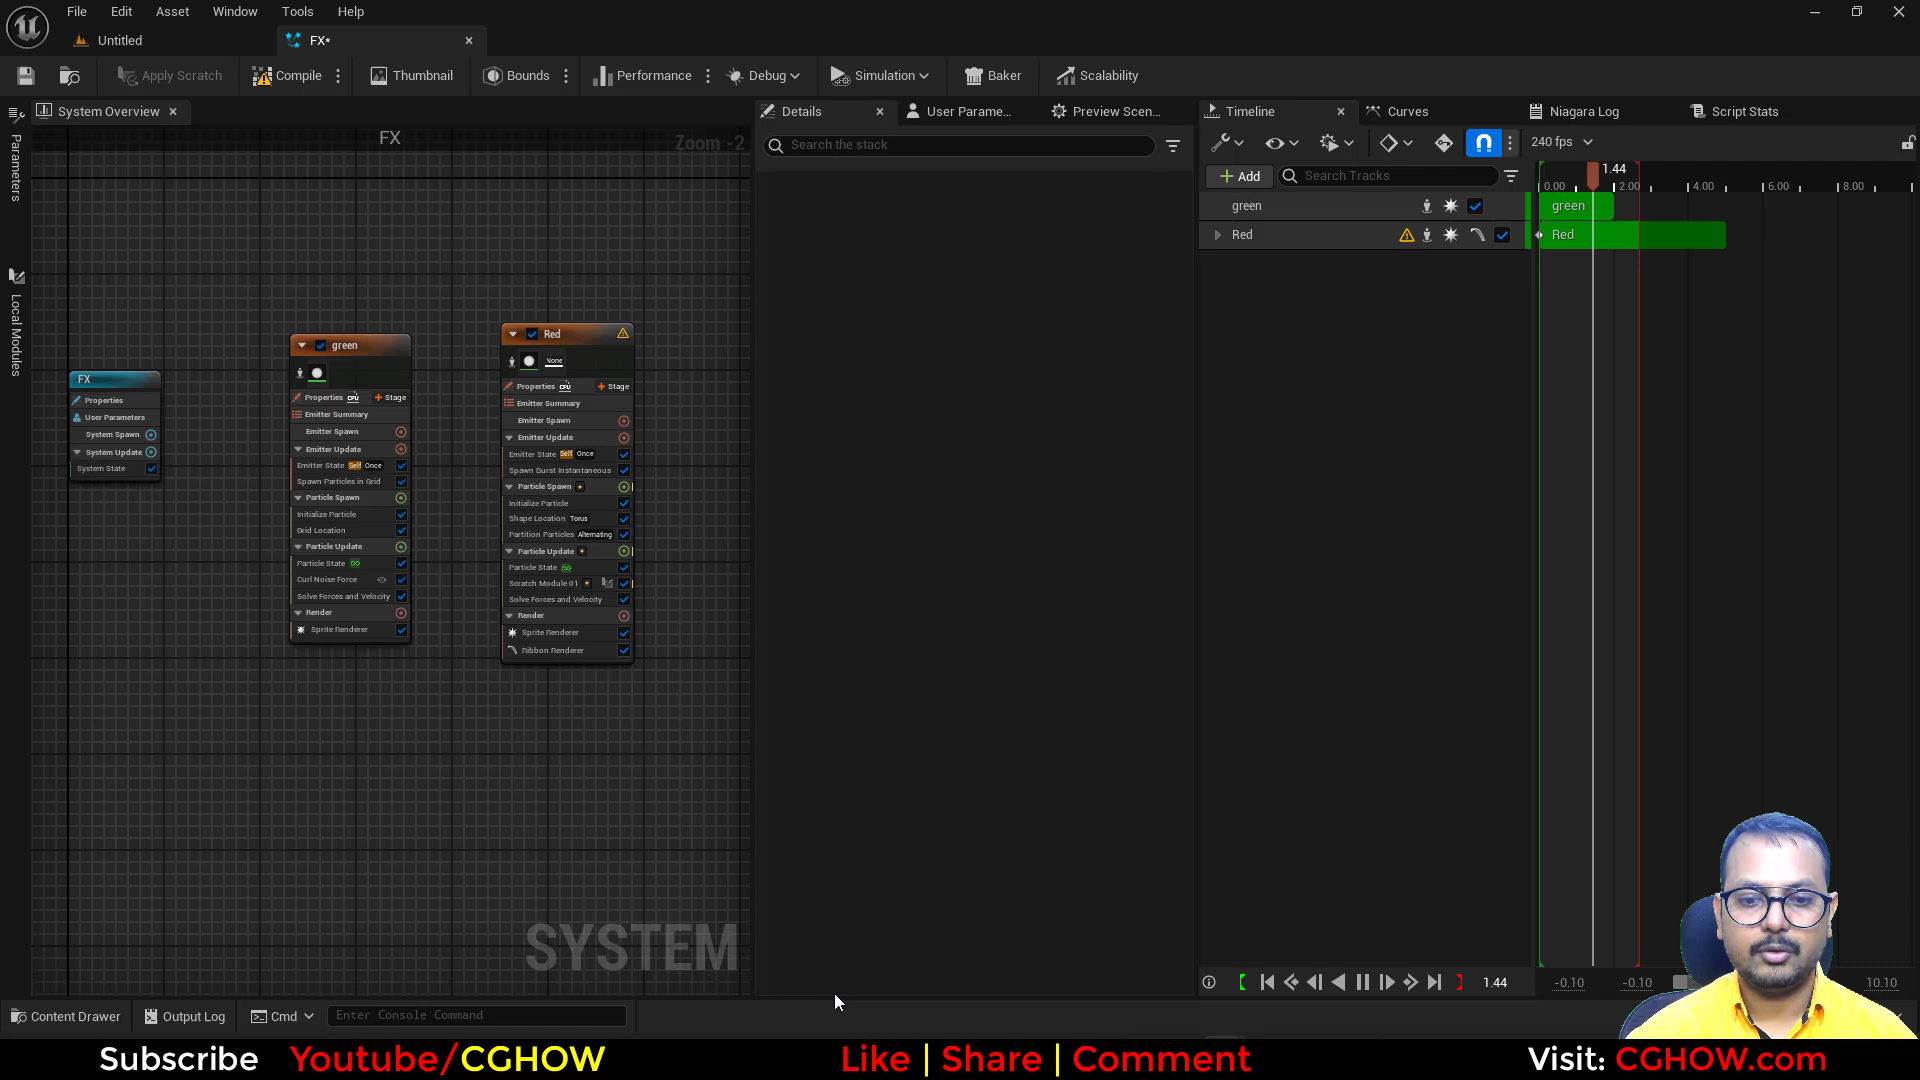 File Edit Asset Window Tools Help
Untitled FX*
Apply Scratch Compile Thumbnail Bounds Performance Debug Simulation Baker Scalability
System Overview Details User Parame... Preview Scen... Timeline Curves Niagara Log Script Stats
Parameters
Local Modules
FX
Zoom -2
Search the stack
240 fps
Add Search Tracks
1.44
0.00 2.00 4.00 6.00 8.00
green green
Red Red
FX
Properties
User Parameters
System Spawn
System Update
System State
green
Properties CPU Stage
Emitter Summary
Emitter Spawn
Emitter Update
Emitter State Self Once
Spawn Particles in Grid
Particle Spawn
Initialize Particle
Grid Location
Particle Update
Particle State
Curl Noise Force
Solve Forces and Velocity
Render
Sprite Renderer
Red
None
Properties CPU Stage
Emitter Summary
Emitter Spawn
Emitter Update
Emitter State Self Once
Spawn Burst Instantaneous
Particle Spawn
Initialize Particle
Shape Location Torus
Partition Particles Alternating
Particle Update
Particle State
Scratch Module 01
Solve Forces and Velocity
Render
Sprite Renderer
Ribbon Renderer
SYSTEM
1.44 -0.10 -0.10 10.10
Content Drawer Output Log Cmd Enter Console Command
Subscribe Youtube/CGHOW Like | Share | Comment Visit: CGHOW.com